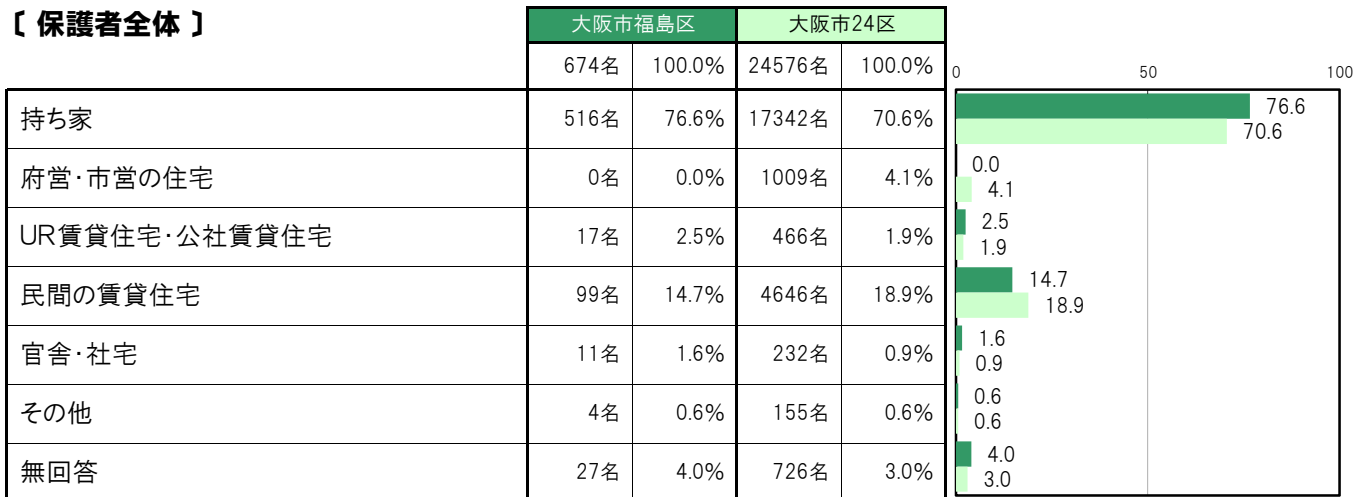 〔 保護者全体 〕
大阪市福島区 大阪市24区
674名 100.0% 24576名 100.0% 0 50 100
持ち家 516名 76.6% 17342名 70.6% 76.6
70.6
府営・市営の住宅 0名 0.0% 1009名 4.1% 0.0
4.1
UR賃貸住宅・公社賃貸住宅 17名 2.5% 466名 1.9% 2.5
1.9
民間の賃貸住宅 99名 14.7% 4646名 18.9% 14.7
18.9
官舎・社宅 11名 1.6% 232名 0.9% 1.6
0.9
その他 4名 0.6% 155名 0.6% 0.6
0.6
無回答 27名 4.0% 726名 3.0% 4.0
3.0